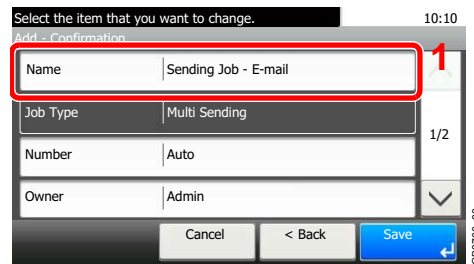 Select the item that you want to change. 10:10
Add - Confirmation
1
Name Sending Job - E-mail
Job Type Multi Sending
1/2
Number Auto
Owner Admin
Cancel < Back Save